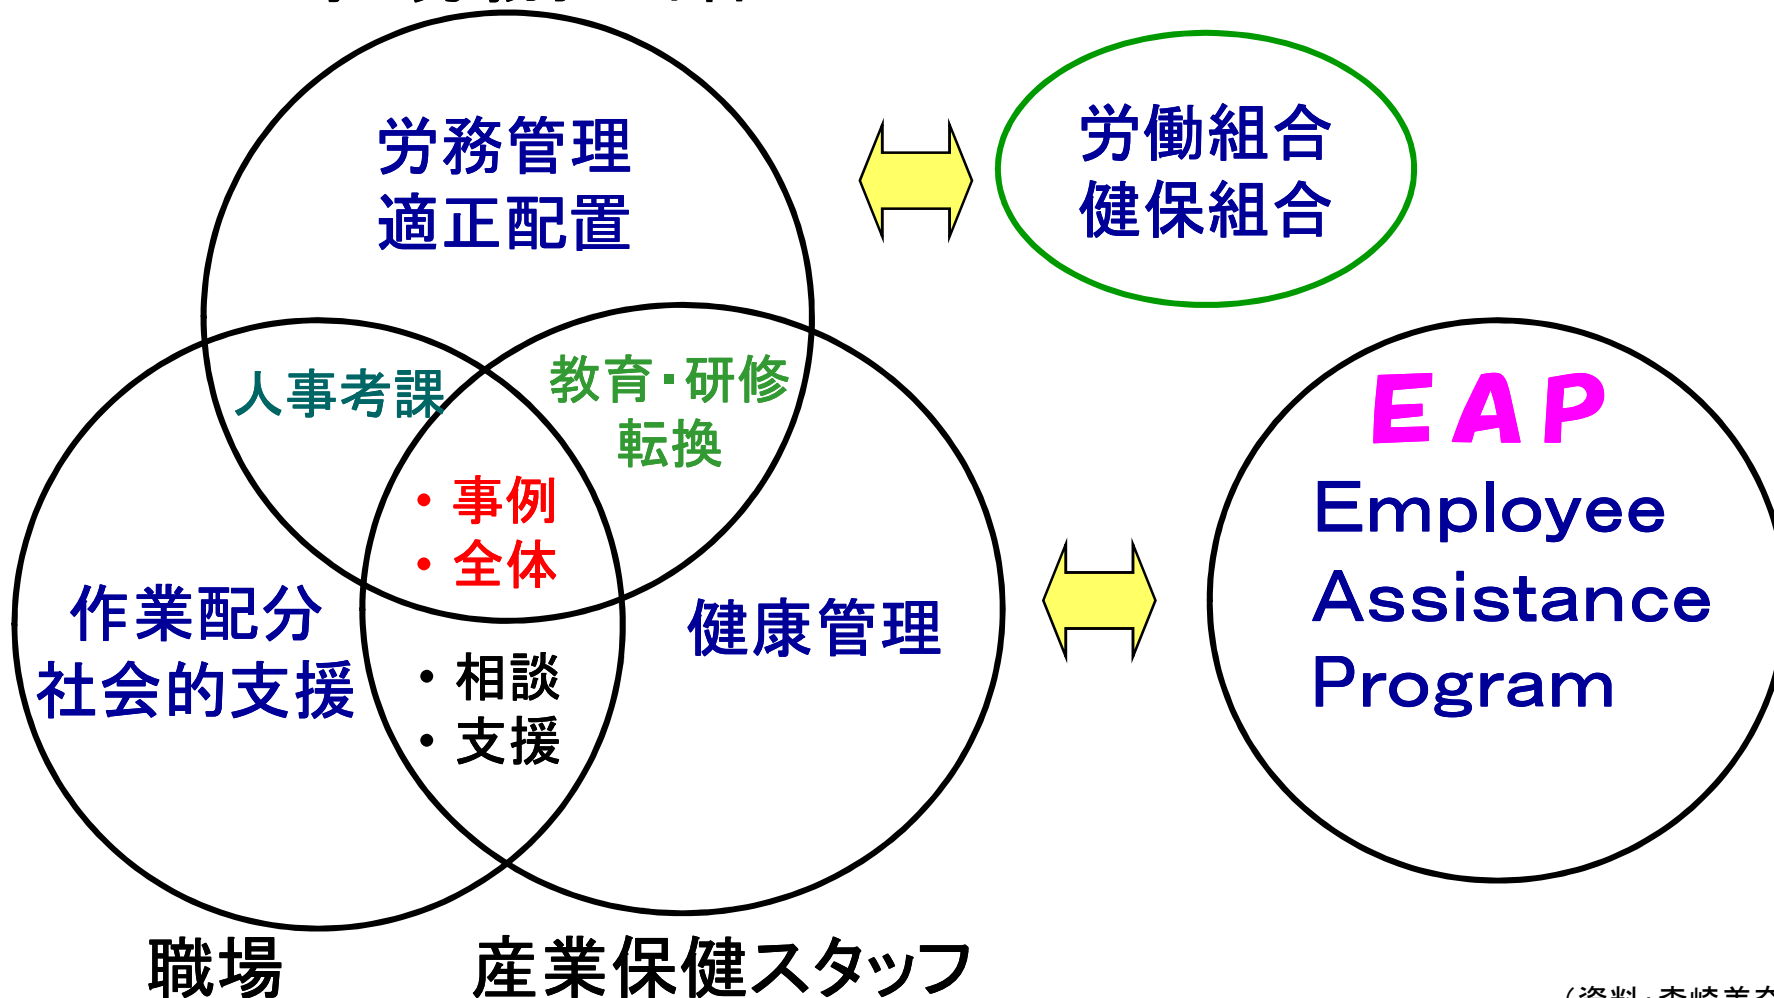 労務管理
適正配置
労働組合
健保組合
人事考課
教育・研修
転換
・事例
・全体
作業配分
社会的支援
・相談
・支援
健康管理
EAP
Employee
Assistance
Program
職場
産業保健スタッフ